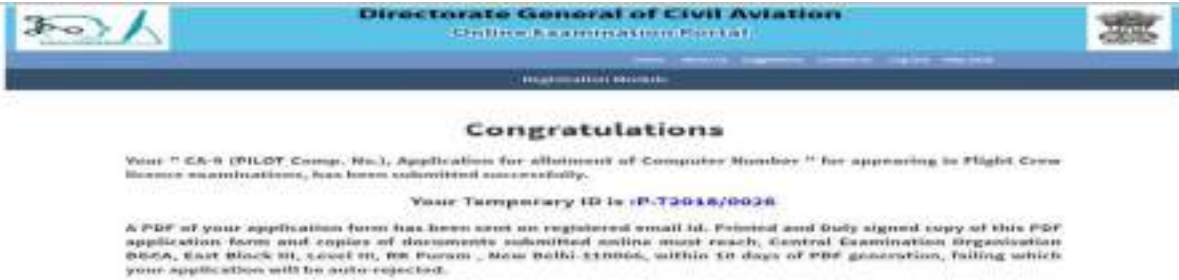 Directorate General of Civil Aviation
Online Examination Portal
Registration Module
Congratulations
Your " CA-9 (PILOT Comp. No.), Application for allotment of Computer Number " for appearing in Flight Crew
licence examinations, has been submitted successfully.
Your Temporary ID is :P-T2018/0026
A PDF of your application form has been sent on registered email id. Printed and Duly signed copy of this PDF
application form and copies of documents submitted online must reach, Central Examination Organisation
DGCA, East Block III, Level III, RK Puram , New Delhi-110066, within 10 days of PDF generation, failing which
your application will be auto-rejected.